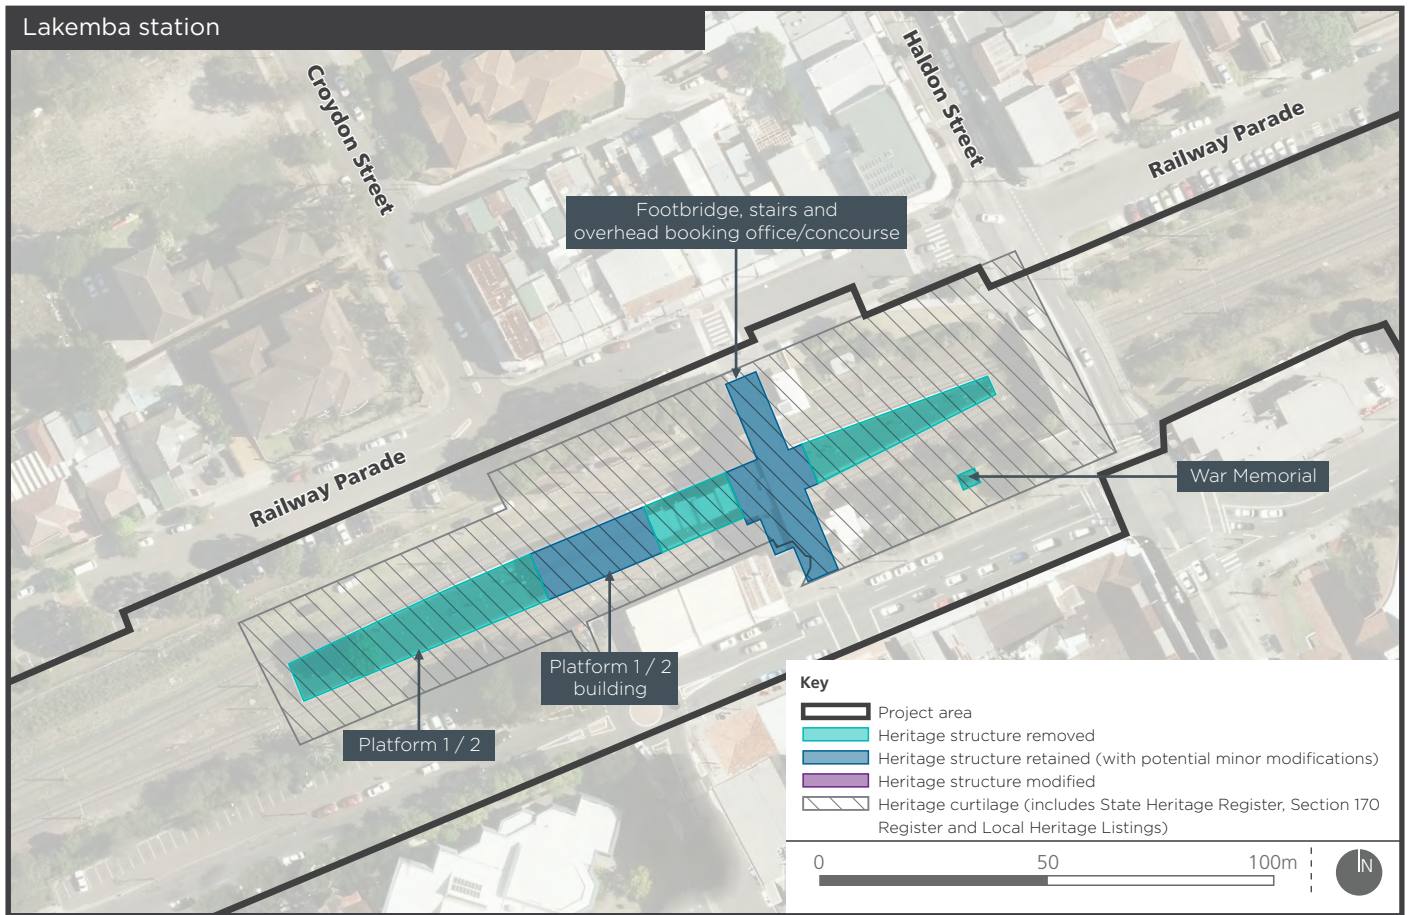 Lakemba station
Croydon Street
Haldon Street
Railway Parade
Footbridge, stairs and
overhead booking office/concourse
Railway Parade
War Memorial
Platform 1 / 2
building
Platform 1 / 2
Key
Project area
Heritage structure removed
Heritage structure retained (with potential minor modifications)
Heritage structure modified
Heritage curtilage (includes State Heritage Register, Section 170
Register and Local Heritage Listings)
0 50 100m
N